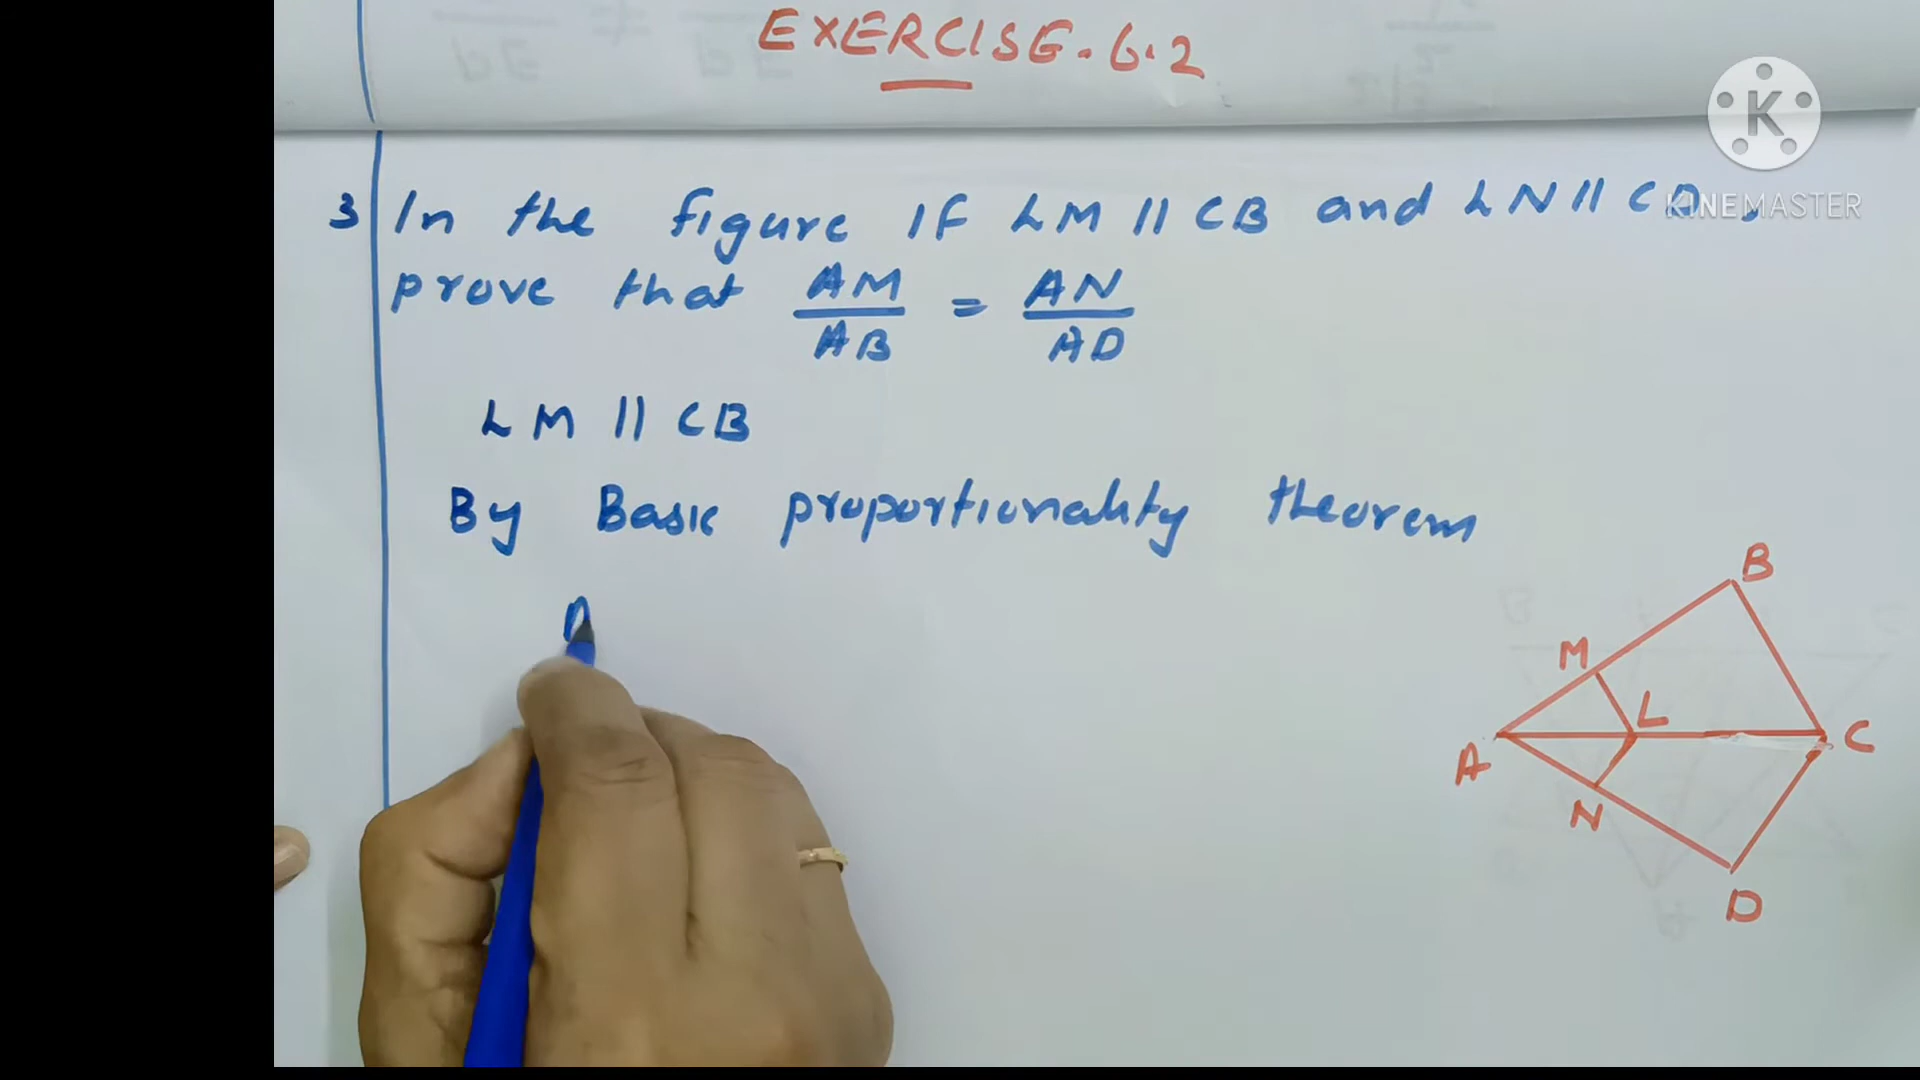 EXERCISE. 6.2
K
KINEMASTER
3 In the figure IF LM || CB and LN || CD,
prove that AM/AB = AN/AD
LM || CB
By Basic proportionality theorem
A
B
M
L
C
A
N
D